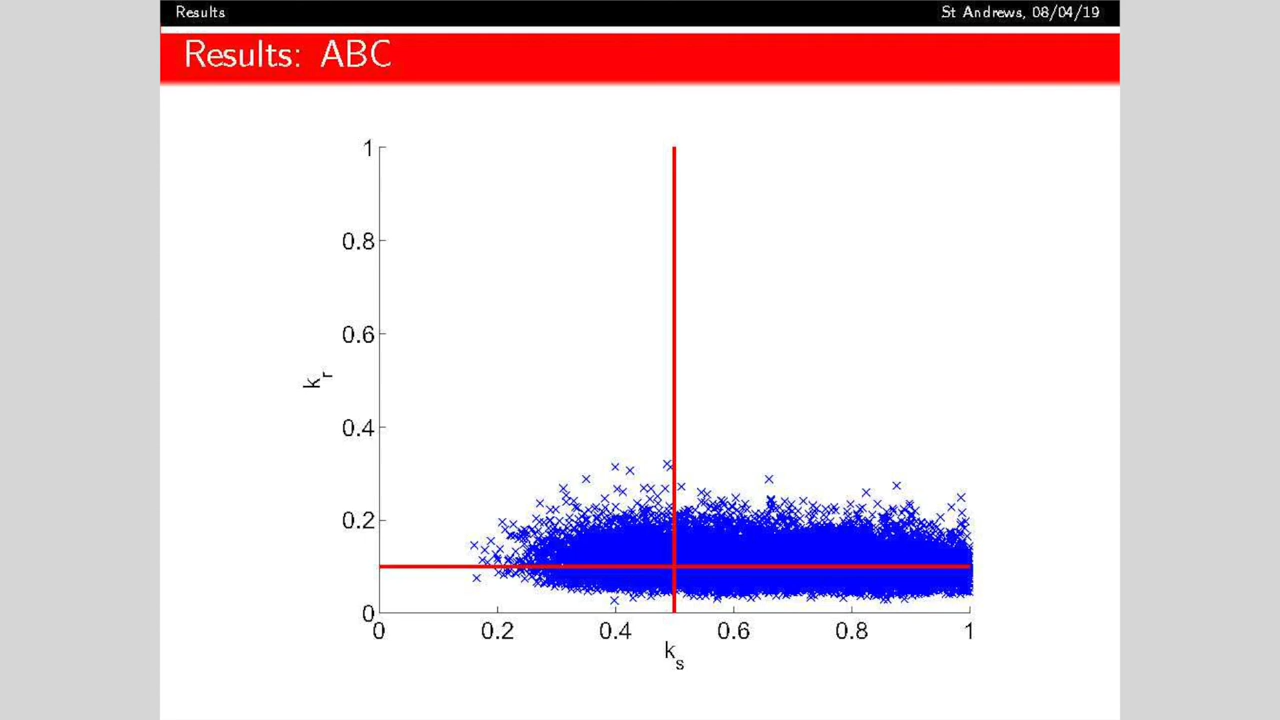 Results
St Andrews, 08/04/19
Results: ABC
1
0.8
0.6
0.4
0.2
0
k_r
0 0.2 0.4 0.6 0.8 1
k_s